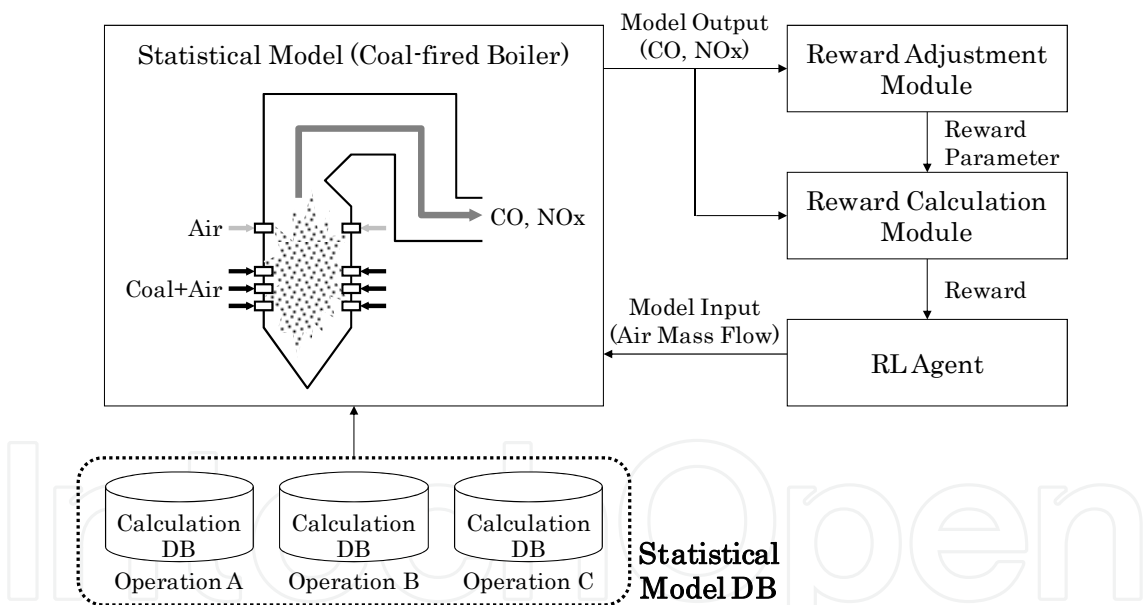 Statistical Model (Coal-fired Boiler)
Air
Coal+Air
CO, NOx
Model Output
(CO, NOx)
Reward Adjustment
Module
Reward
Parameter
Reward Calculation
Module
Reward
Model Input
(Air Mass Flow)
RL Agent
Calculation
DB
Operation A
Calculation
DB
Operation B
Calculation
DB
Operation C
Statistical
Model DB
IntechOpen